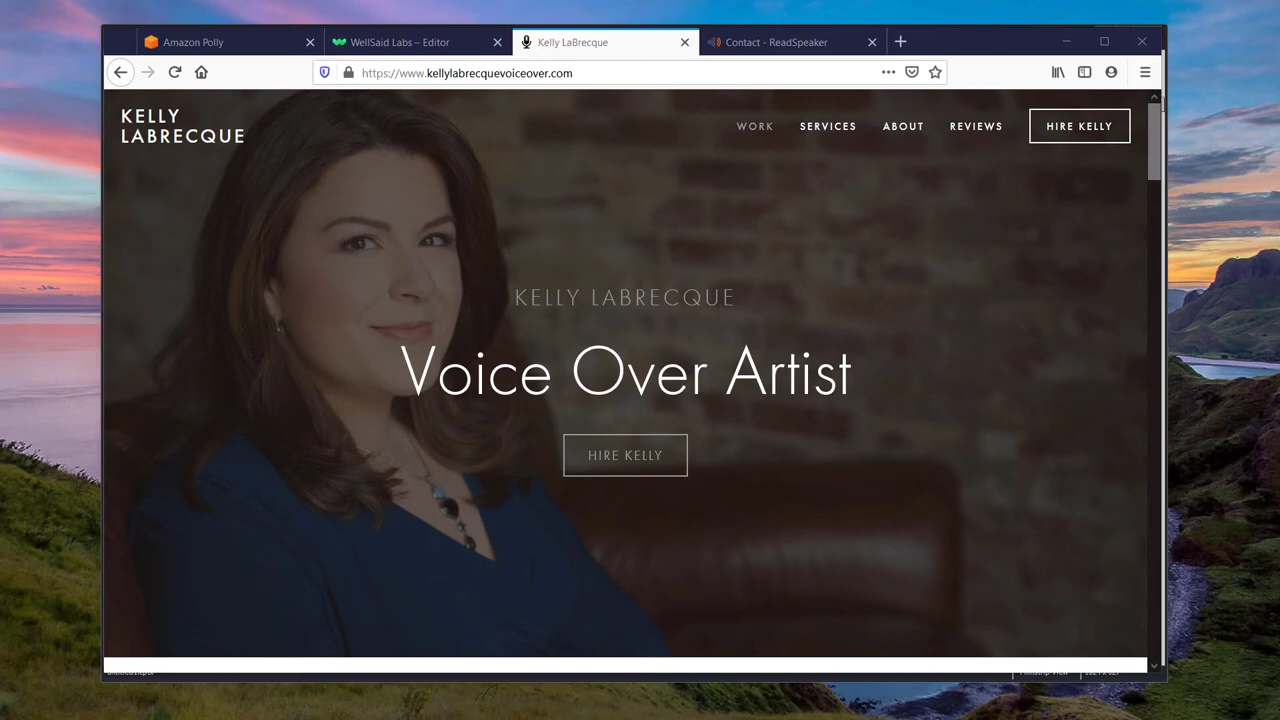 Amazon Polly
WellSaid Labs – Editor
Kelly LaBrecque
Contact - ReadSpeaker
https://www.kellylabrecquevoiceover.com
KELLY
LABRECQUE
WORK
SERVICES
ABOUT
REVIEWS
HIRE KELLY
KELLY LABRECQUE
Voice Over Artist
HIRE KELLY